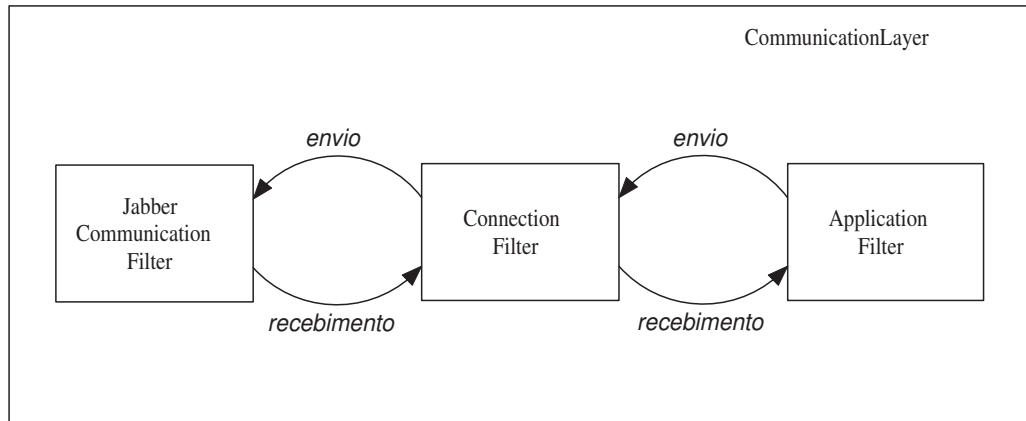 CommunicationLayer
envio
envio
Jabber
Communication
Filter
Connection
Filter
Application
Filter
recebimento
recebimento